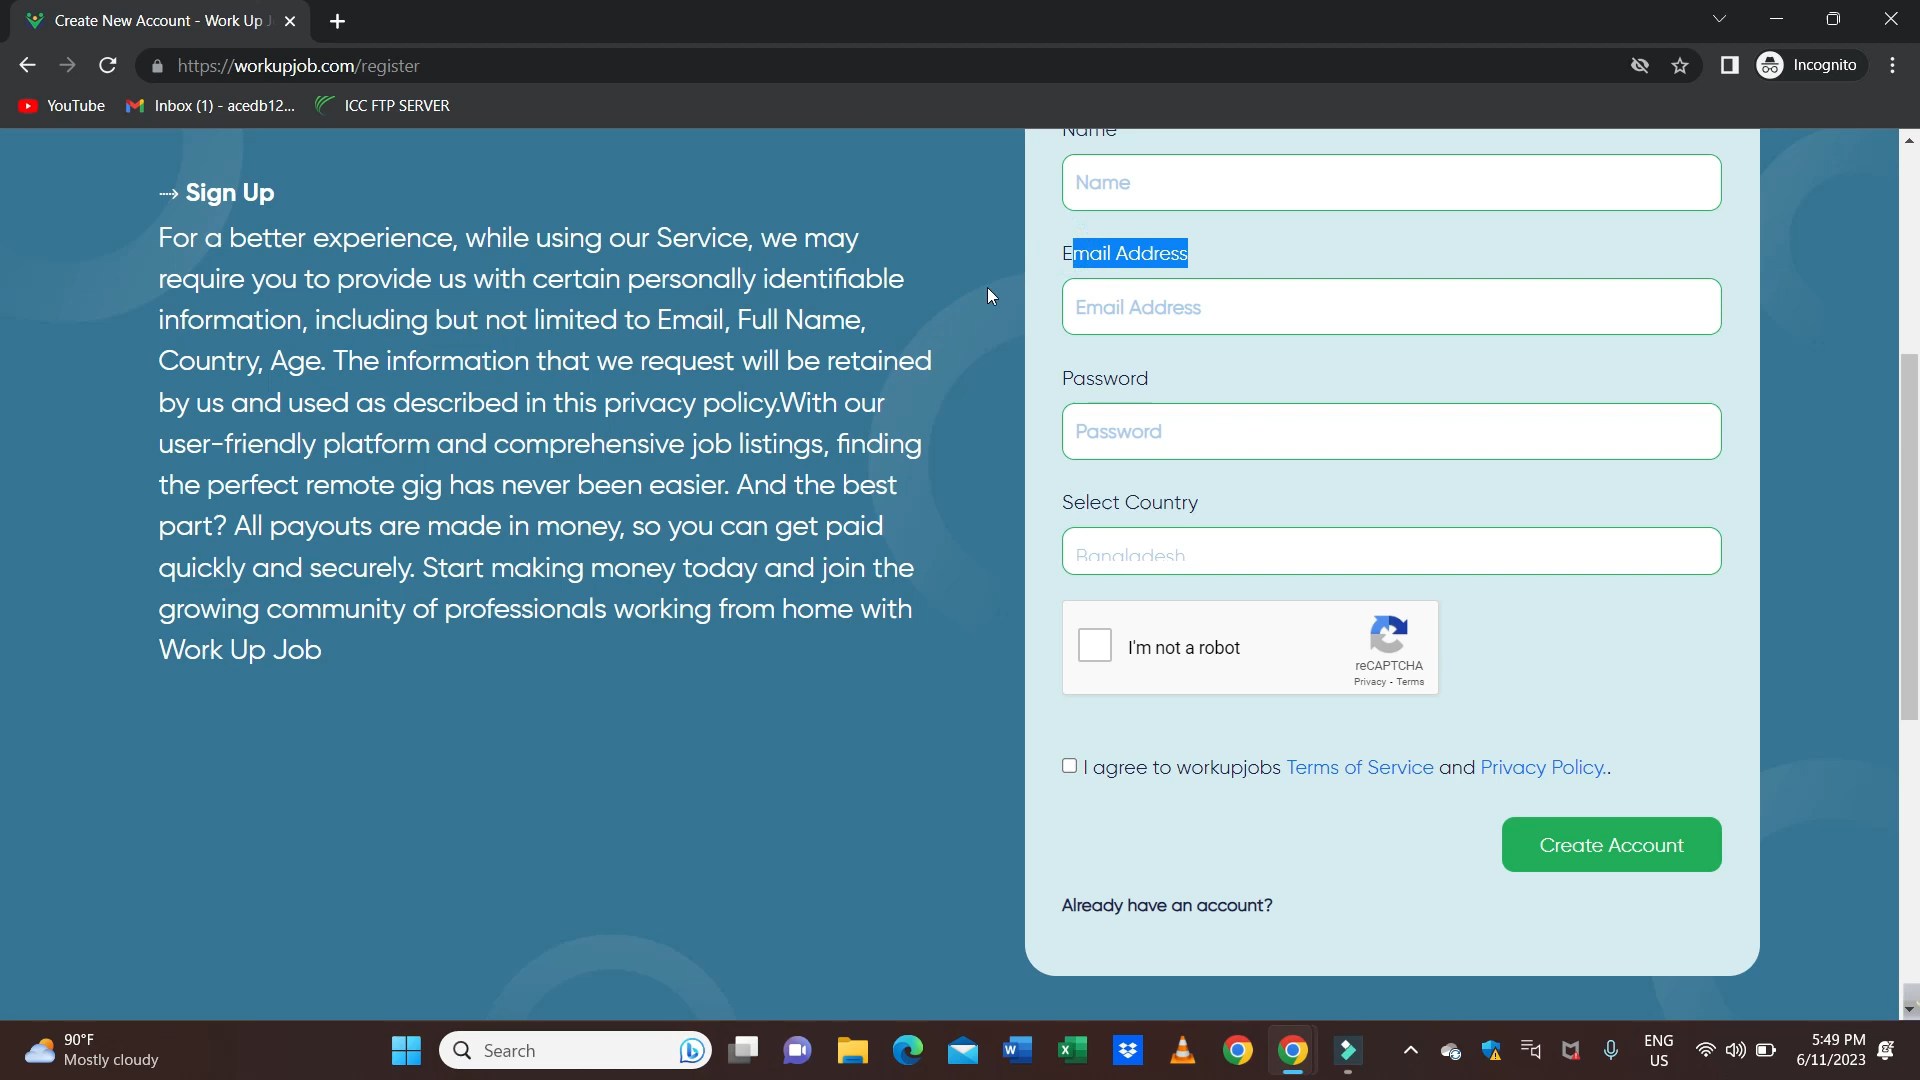 Create New Account - Work Up J
https://workupjob.com/register
Incognito
YouTube
Inbox (1) - acedb12...
ICC FTP SERVER
Sign Up
For a better experience, while using our Service, we may
require you to provide us with certain personally identifiable
information, including but not limited to Email, Full Name,
Country, Age. The information that we request will be retained
by us and used as described in this privacy policy.With our
user-friendly platform and comprehensive job listings, finding
the perfect remote gig has never been easier. And the best
part? All payouts are made in money, so you can get paid
quickly and securely. Start making money today and join the
growing community of professionals working from home with
Work Up Job
Name
Name
Email Address
Email Address
Password
Password
Select Country
Bangladesh
I'm not a robot
reCAPTCHA
Privacy - Terms
I agree to workupjobs Terms of Service and Privacy Policy..
Create Account
Already have an account?
90°F
Mostly cloudy
Search
ENG
US
5:49 PM
6/11/2023